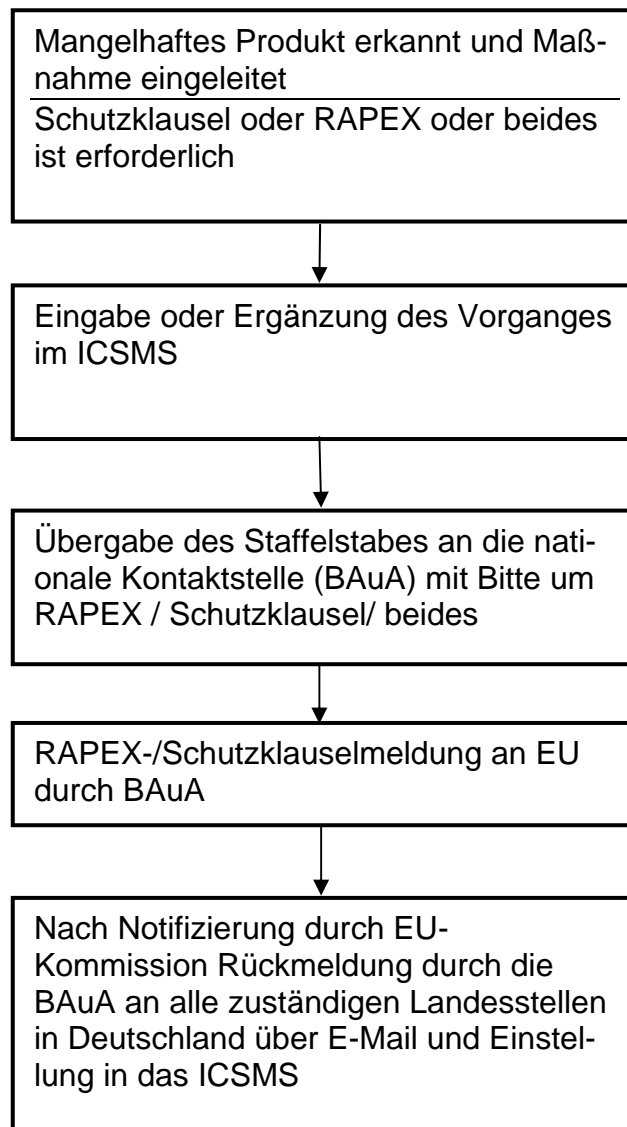 Mangelhaftes Produkt erkannt und Maß-
nahme eingeleitet
Schutzklausel oder RAPEX oder beides
ist erforderlich
Eingabe oder Ergänzung des Vorganges
im ICSMS
Übergabe des Staffelstabes an die nati-
onale Kontaktstelle (BAuA) mit Bitte um
RAPEX / Schutzklausel/ beides
RAPEX-/Schutzklauselmeldung an EU
durch BAuA
Nach Notifizierung durch EU-
Kommission Rückmeldung durch die
BAuA an alle zuständigen Landesstellen
in Deutschland über E-Mail und Einstel-
lung in das ICSMS